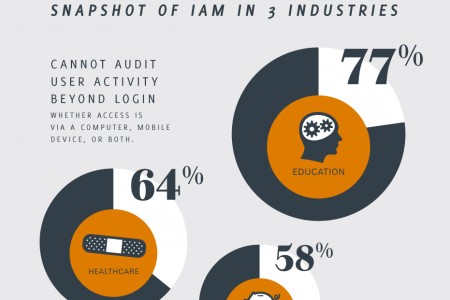 SNAPSHOT OF IAM IN 3 INDUSTRIES
CANNOT AUDIT
USER ACTIVITY
BEYOND LOGIN
WHETHER ACCESS IS
VIA A COMPUTER, MOBILE
DEVICE, OR BOTH.
77%
EDUCATION
64%
HEALTHCARE
58%